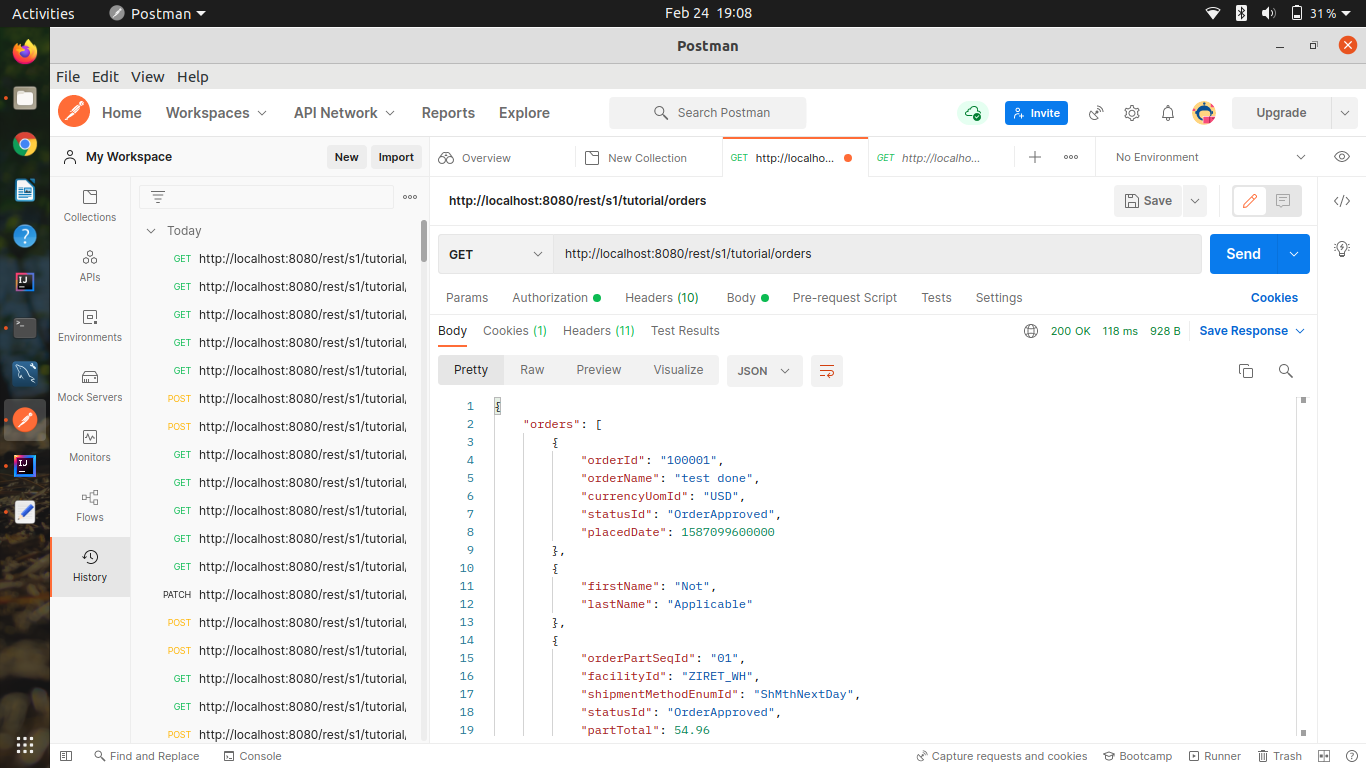 Activities
Postman
Feb 24 19:08
31 %
Postman
File Edit View Help
Home
Workspaces
API Network
Reports
Explore
Search Postman
Invite
Upgrade
My Workspace
New
Import
Overview
New Collection
GET http://localho...
GET http://localho...
No Environment
Collections
APIs
Environments
Mock Servers
Monitors
Flows
History
Today
GET http://localhost:8080/rest/s1/tutorial/
GET http://localhost:8080/rest/s1/tutorial/
GET http://localhost:8080/rest/s1/tutorial/
GET http://localhost:8080/rest/s1/tutorial/
GET http://localhost:8080/rest/s1/tutorial/
POST http://localhost:8080/rest/s1/tutorial/
POST http://localhost:8080/rest/s1/tutorial/
GET http://localhost:8080/rest/s1/tutorial/
GET http://localhost:8080/rest/s1/tutorial/
GET http://localhost:8080/rest/s1/tutorial/
GET http://localhost:8080/rest/s1/tutorial/
GET http://localhost:8080/rest/s1/tutorial/
PATCH http://localhost:8080/rest/s1/tutorial/
POST http://localhost:8080/rest/s1/tutorial/
POST http://localhost:8080/rest/s1/tutorial/
GET http://localhost:8080/rest/s1/tutorial/
GET http://localhost:8080/rest/s1/tutorial/
POST http://localhost:8080/rest/s1/tutorial/
http://localhost:8080/rest/s1/tutorial/orders
Save
GET
http://localhost:8080/rest/s1/tutorial/orders
Send
Params
Authorization
Headers (10)
Body
Pre-request Script
Tests
Settings
Cookies
Body
Cookies (1)
Headers (11)
Test Results
200 OK
118 ms
928 B
Save Response
Pretty
Raw
Preview
Visualize
JSON
1 {
2 "orders": [
3 {
4 "orderId": "100001",
5 "orderName": "test done",
6 "currencyUomId": "USD",
7 "statusId": "OrderApproved",
8 "placedDate": 1587099600000
9 },
10 {
11 "firstName": "Not",
12 "lastName": "Applicable"
13 },
14 {
15 "orderPartSeqId": "01",
16 "facilityId": "ZIRET_WH",
17 "shipmentMethodEnumId": "ShMthNextDay",
18 "statusId": "OrderApproved",
19 "partTotal": 54.96
Find and Replace
Console
Capture requests and cookies
Bootcamp
Runner
Trash